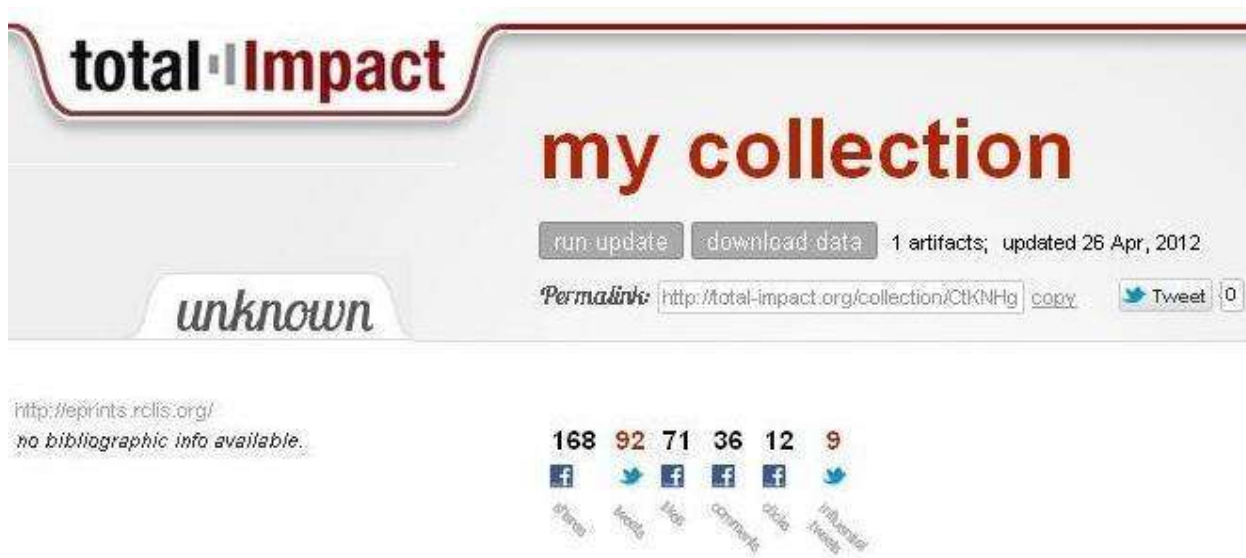 total Impact
my collection
run update download data 1 artifacts; updated 26 Apr, 2012
Permalink: http://total-impact.org/collection/CtKNHg copy Tweet 0
unknown
http://eprints.rclis.org/
no bibliographic info available.
168 92 71 36 12 9
shares tweets likes comments clicks influential tweets